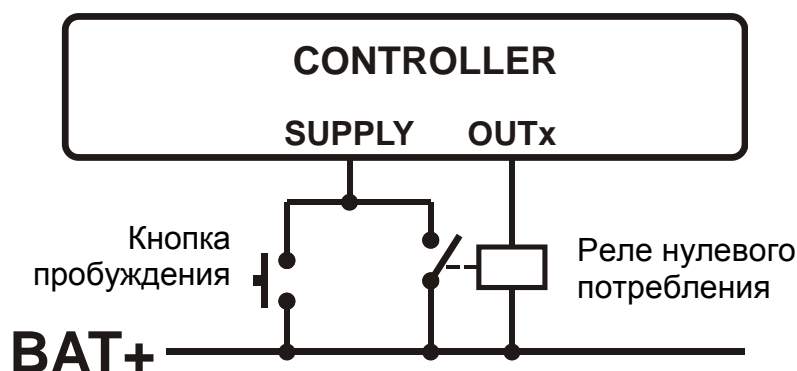 CONTROLLER
SUPPLY OUTx
Кнопка
пробуждения
Реле нулевого
потребления
BAT+